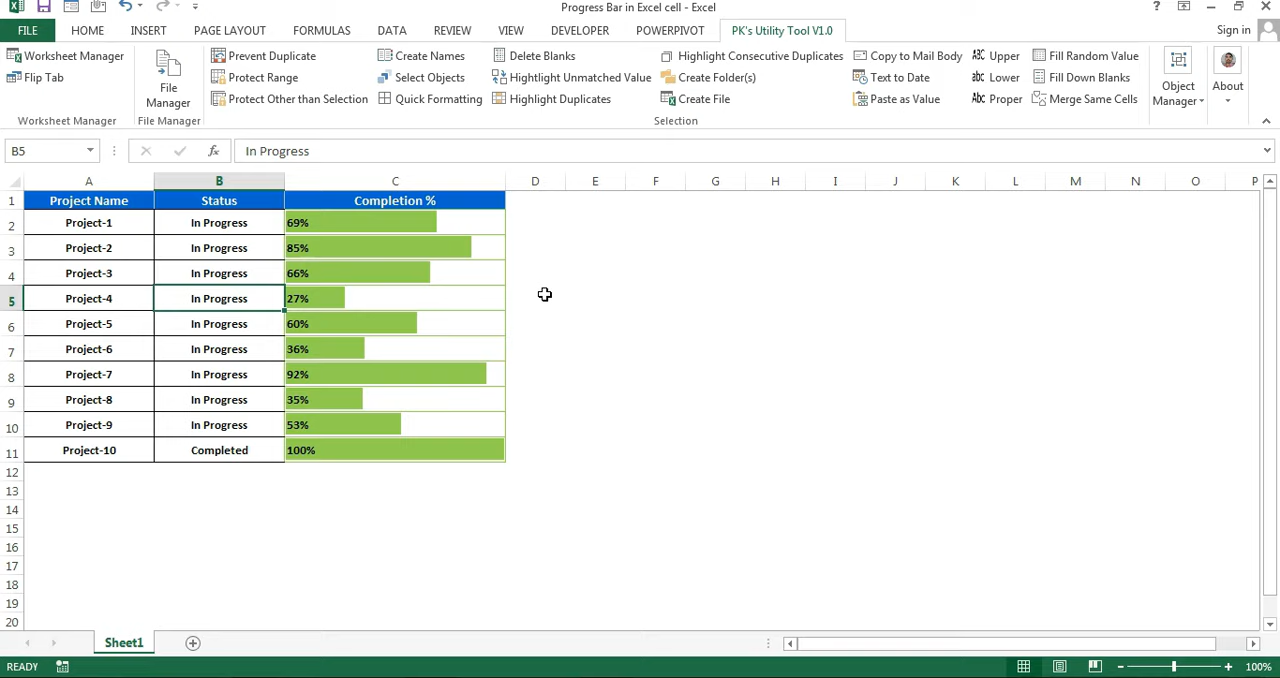 Progress Bar in Excel cell - Excel
?
FILE HOME INSERT PAGE LAYOUT FORMULAS DATA REVIEW VIEW DEVELOPER POWERPIVOT PK's Utility Tool V1.0 Sign in
Worksheet Manager Prevent Duplicate Create Names Delete Blanks Highlight Consecutive Duplicates Copy to Mail Body Upper Fill Random Value
Flip Tab Protect Range Select Objects Hightlight Unmatched Value Create Folder(s) Text to Date Lower Fill Down Blanks
File Manager Object Manager About
Protect Other than Selection Quick Formatting Highlight Duplicates Create File Paste as Value Abc Proper Merge Same Cells
Worksheet Manager File Manager Selection
B5 fx In Progress
A B C D E F G H I J K L M N O P
1 Project Name Status Completion %
2 Project-1 In Progress 69%
3 Project-2 In Progress 85%
4 Project-3 In Progress 66%
5 Project-4 In Progress 27%
6 Project-5 In Progress 60%
7 Project-6 In Progress 36%
8 Project-7 In Progress 92%
9 Project-8 In Progress 35%
10 Project-9 In Progress 53%
11 Project-10 Completed 100%
12
13
14
15
16
17
18
19
20
Sheet1
READY 100%